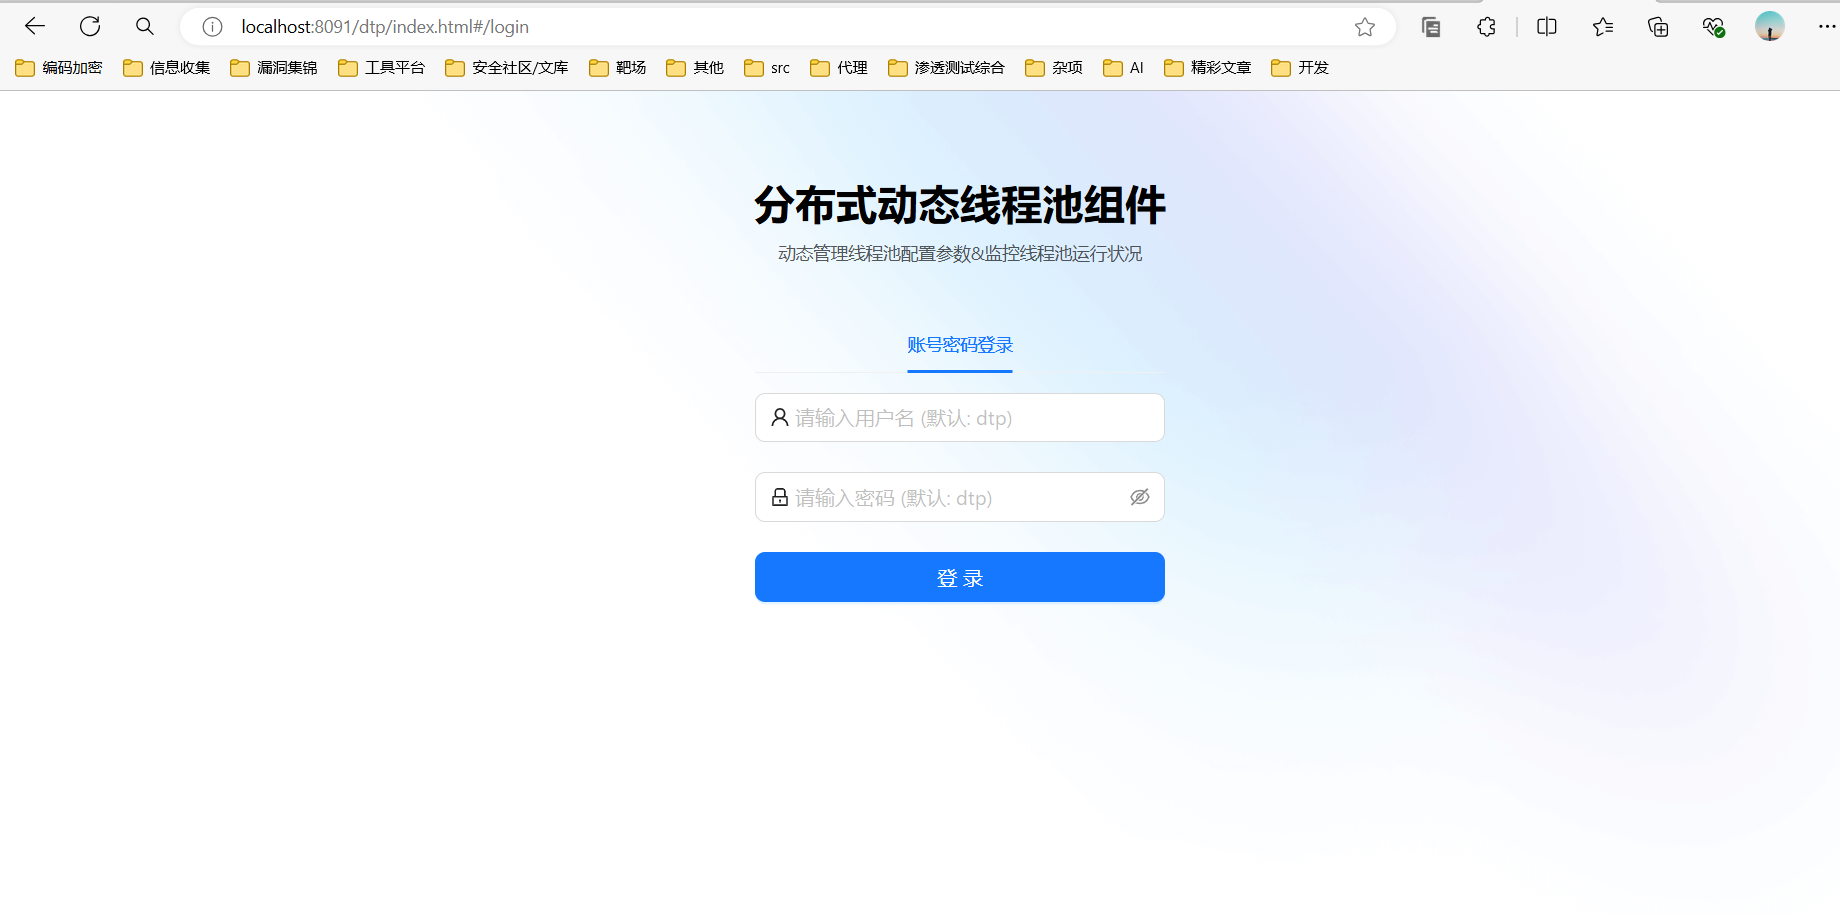 localhost:8091/dtp/index.html#/login
编码加密 信息收集 漏洞集锦 工具平台 安全社区/文库 靶场 其他 src 代理 渗透测试综合 杂项 AI 精彩文章 开发
分布式动态线程池组件
动态管理线程池配置参数&监控线程池运行状况
账号密码登录
请输入用户名 (默认: dtp)
请输入密码 (默认: dtp)
登 录